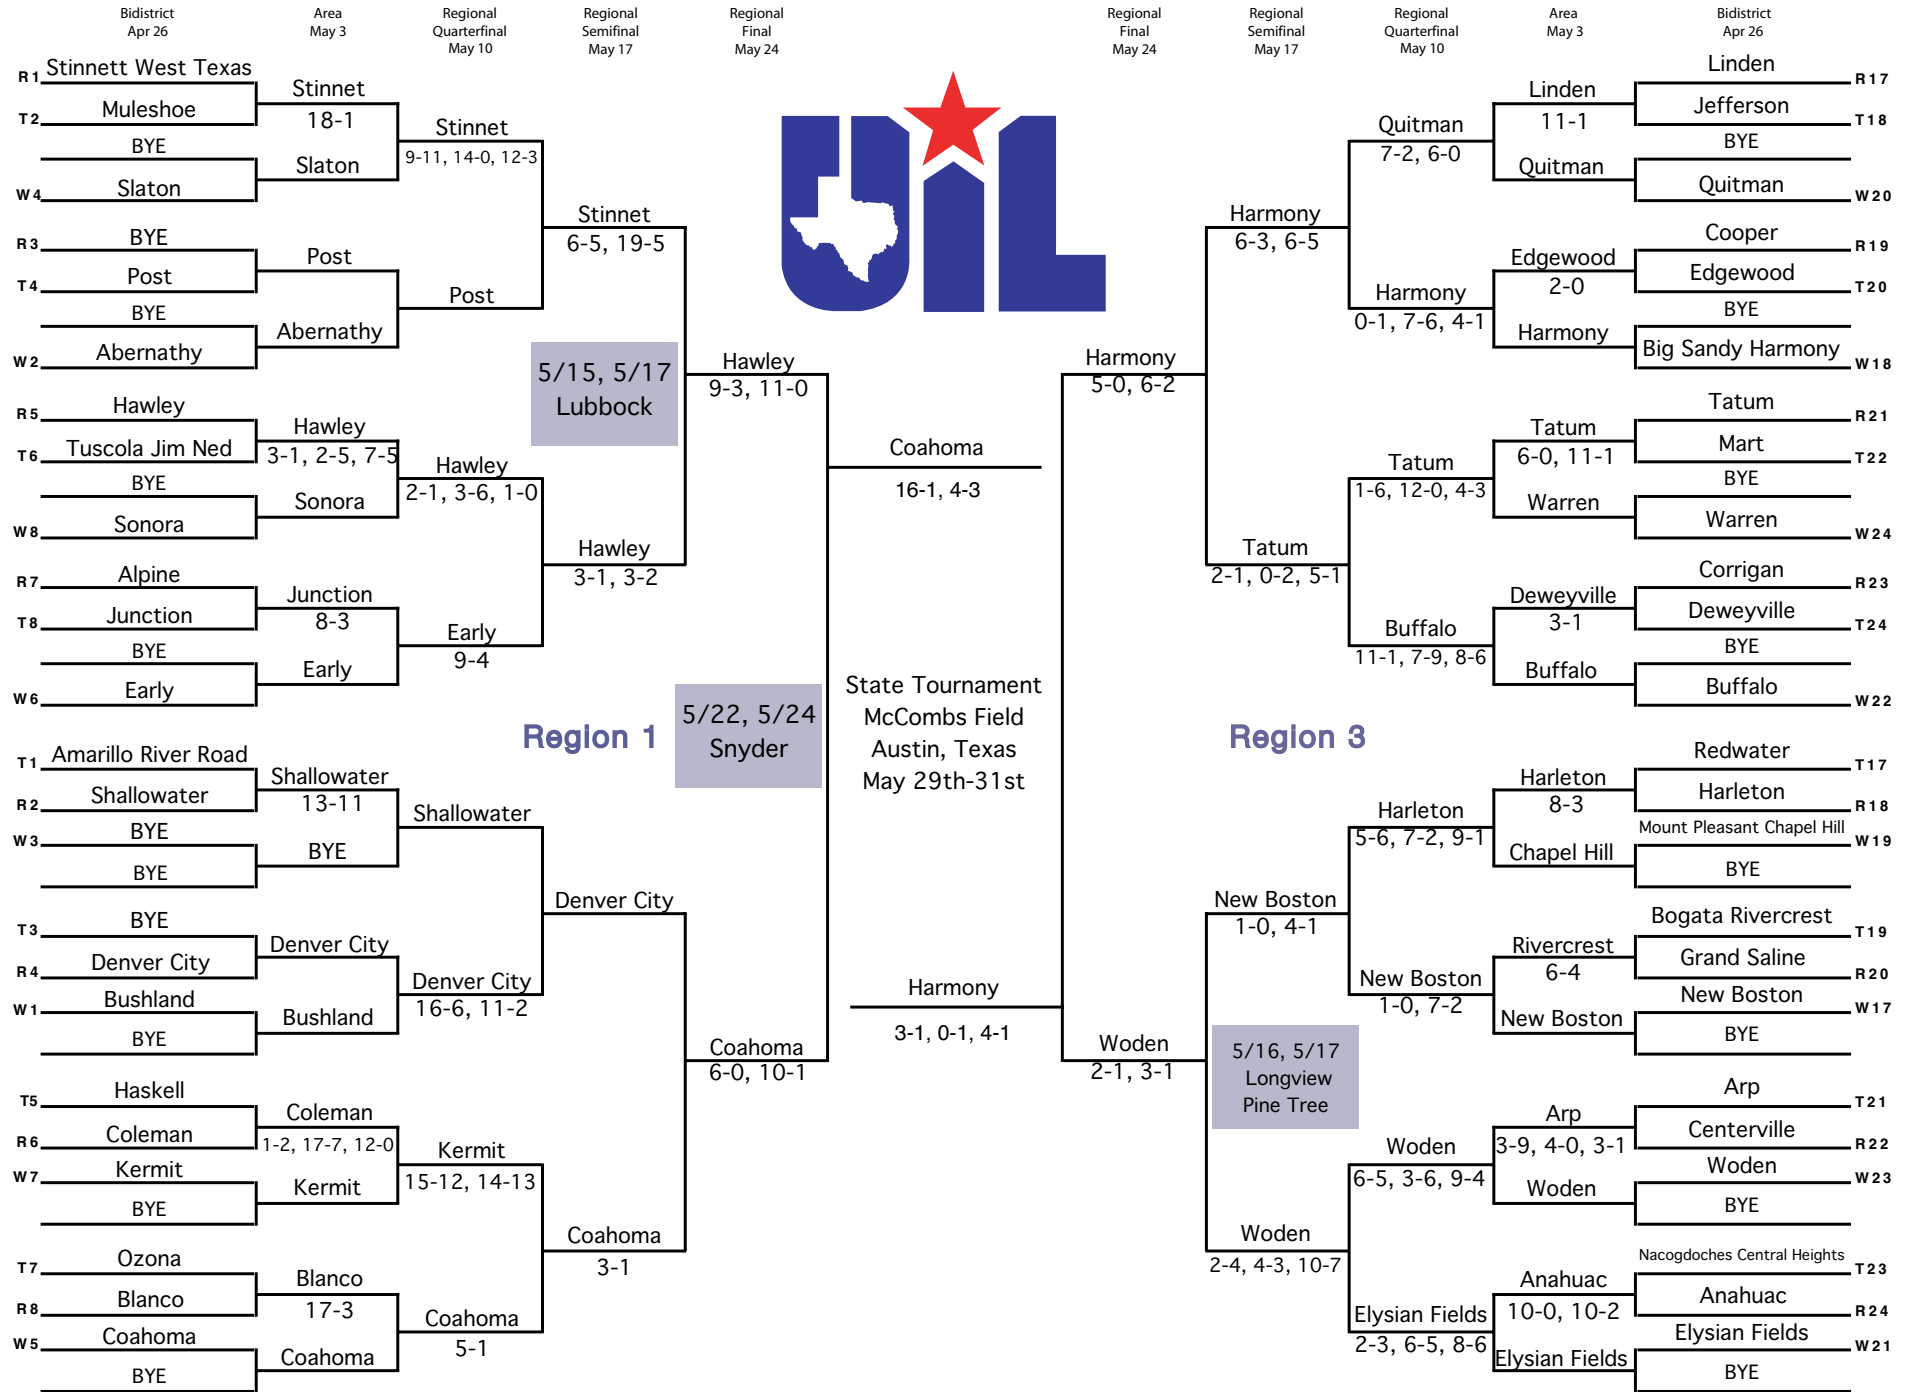 Bidistrict
Apr 26
Area
May 3
Regional
Quarterfinal
May 10
Regional
Semifinal
May 17
Regional
Final
May 24
Regional
Final
May 24
Regional
Semifinal
May 17
Regional
Quarterfinal
May 10
Area
May 3
Bidistrict
Apr 26
R1 Stinnett West Texas
T2 Muleshoe
BYE
W4 Slaton
R3 BYE
T4 Post
BYE
W2 Abernathy
R5 Hawley
T6 Tuscola Jim Ned
BYE
W8 Sonora
R7 Alpine
T8 Junction
BYE
W6 Early
T1 Amarillo River Road
R2 Shallowater
W3 BYE
BYE
T3 BYE
R4 Denver City
W1 Bushland
BYE
T5 Haskell
R6 Coleman
W7 Kermit
BYE
T7 Ozona
R8 Blanco
W5 Coahoma
BYE
Stinnet
18-1
Slaton
Post
Abernathy
Hawley
3-1, 2-5, 7-5
Sonora
Junction
8-3
Early
Shallowater
13-11
BYE
Denver City
Bushland
Coleman
1-2, 17-7, 12-0
Kermit
Blanco
17-3
Coahoma
Stinnet
9-11, 14-0, 12-3
Post
Hawley
2-1, 3-6, 1-0
Early
9-4
Shallowater
Denver City
16-6, 11-2
Kermit
15-12, 14-13
Coahoma
5-1
Stinnet
6-5, 19-5
5/15, 5/17
Lubbock
Hawley
3-1, 3-2
Region 1
Denver City
Coahoma
3-1
Hawley
9-3, 11-0
5/22, 5/24
Snyder
Coahoma
6-0, 10-1
UIL
Coahoma
16-1, 4-3
State Tournament
McCombs Field
Austin, Texas
May 29th-31st
Harmony
3-1, 0-1, 4-1
Harmony
5-0, 6-2
Woden
2-1, 3-1
Harmony
6-3, 6-5
Tatum
2-1, 0-2, 5-1
Region 3
New Boston
1-0, 4-1
5/16, 5/17
Longview
Pine Tree
Woden
2-4, 4-3, 10-7
Quitman
7-2, 6-0
Harmony
0-1, 7-6, 4-1
Tatum
1-6, 12-0, 4-3
Buffalo
11-1, 7-9, 8-6
Harleton
5-6, 7-2, 9-1
New Boston
1-0, 7-2
Woden
6-5, 3-6, 9-4
Elysian Fields
2-3, 6-5, 8-6
Linden
11-1
Quitman
Edgewood
2-0
Harmony
Tatum
6-0, 11-1
Warren
Deweyville
3-1
Buffalo
Harleton
8-3
Chapel Hill
Rivercrest
6-4
New Boston
Arp
3-9, 4-0, 3-1
Woden
Anahuac
10-0, 10-2
Elysian Fields
Linden R17
Jefferson T18
BYE
Quitman W20
Cooper R19
Edgewood T20
BYE
Big Sandy Harmony W18
Tatum R21
Mart T22
BYE
Warren W24
Corrigan R23
Deweyville T24
BYE
Buffalo W22
Redwater T17
Harleton R18
Mount Pleasant Chapel Hill W19
BYE
Bogata Rivercrest T19
Grand Saline R20
New Boston W17
BYE
Arp T21
Centerville R22
Woden W23
BYE
Nacogdoches Central Heights T23
Anahuac R24
Elysian Fields W21
BYE